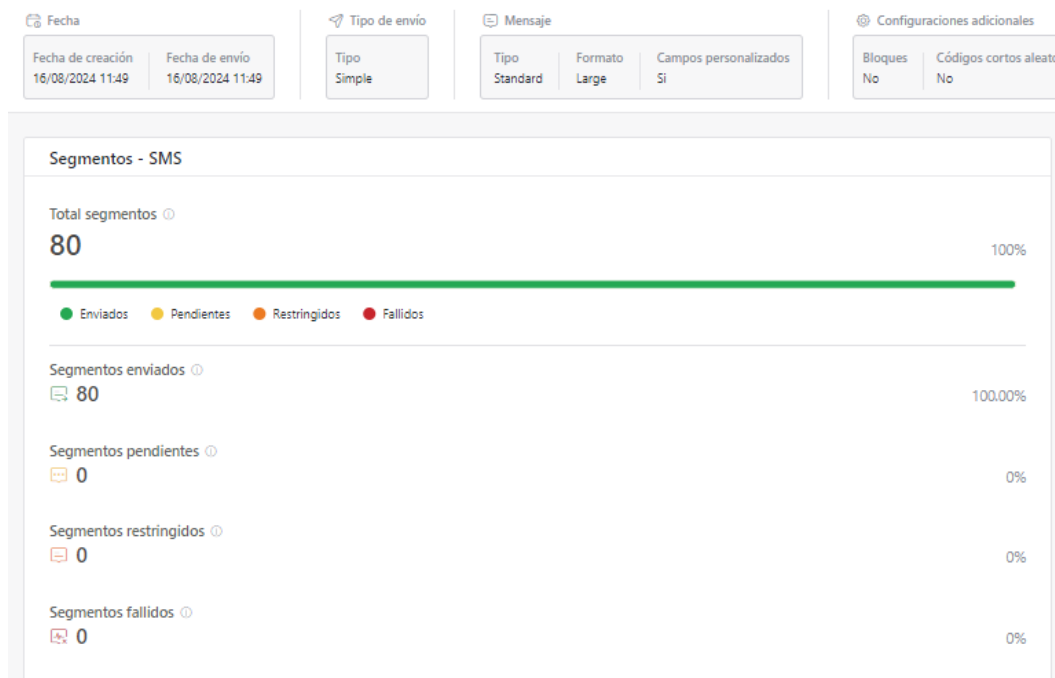 Fecha
Tipo de envío
Mensaje
Configuraciones adicionales
Fecha de creación Fecha de envío Tipo Tipo Formato Campos personalizados Bloques Códigos cortos aleato
16/08/2024 11:49 16/08/2024 11:49 Simple Standard Large Si No No
Segmentos - SMS
Total segmentos
80
100%
Enviados Pendientes Restringidos Fallidos
Segmentos enviados
80
100.00%
Segmentos pendientes
0
0%
Segmentos restringidos
0
0%
Segmentos fallidos
0
0%